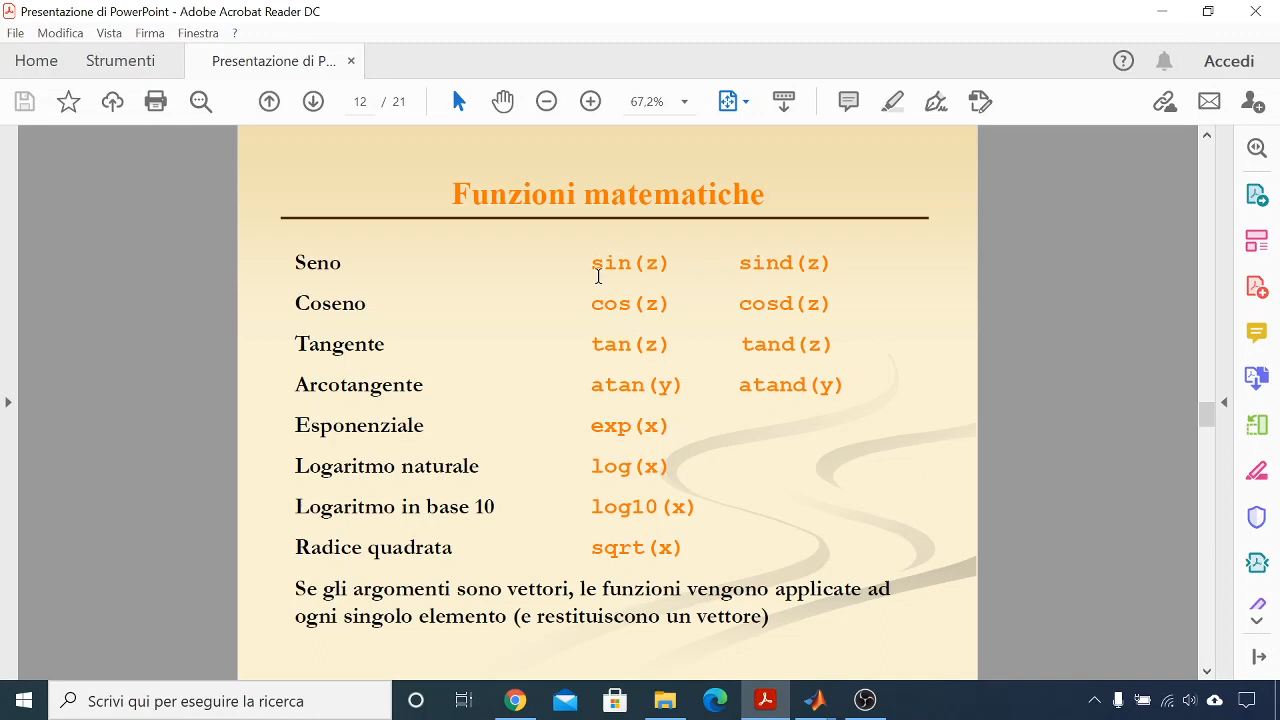 Presentazione di PowerPoint - Adobe Acrobat Reader DC
File Modifica Vista Firma Finestra ?
Home Strumenti Presentazione di P... × Accedi
12 / 21 67,2%
Funzioni matematiche
Seno sin(z) sind(z)
Coseno cos(z) cosd(z)
Tangente tan(z) tand(z)
Arcotangente atan(y) atand(y)
Esponenziale exp(x)
Logaritmo naturale log(x)
Logaritmo in base 10 log10(x)
Radice quadrata sqrt(x)
Se gli argomenti sono vettori, le funzioni vengono applicate ad
ogni singolo elemento (e restituiscono un vettore)
Scrivi qui per eseguire la ricerca